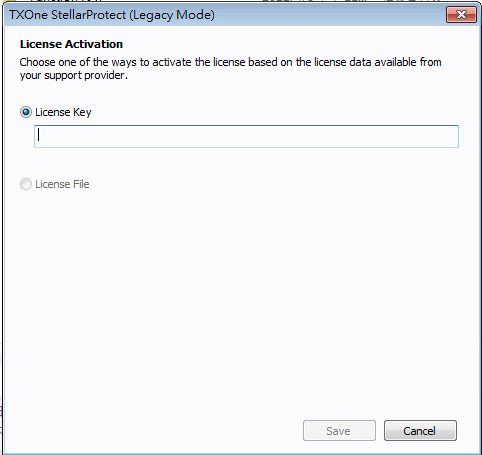 TXOne StellarProtect (Legacy Mode)
License Activation
Choose one of the ways to activate the license based on the license data available from
your support provider.
License Key
License File
Save
Cancel